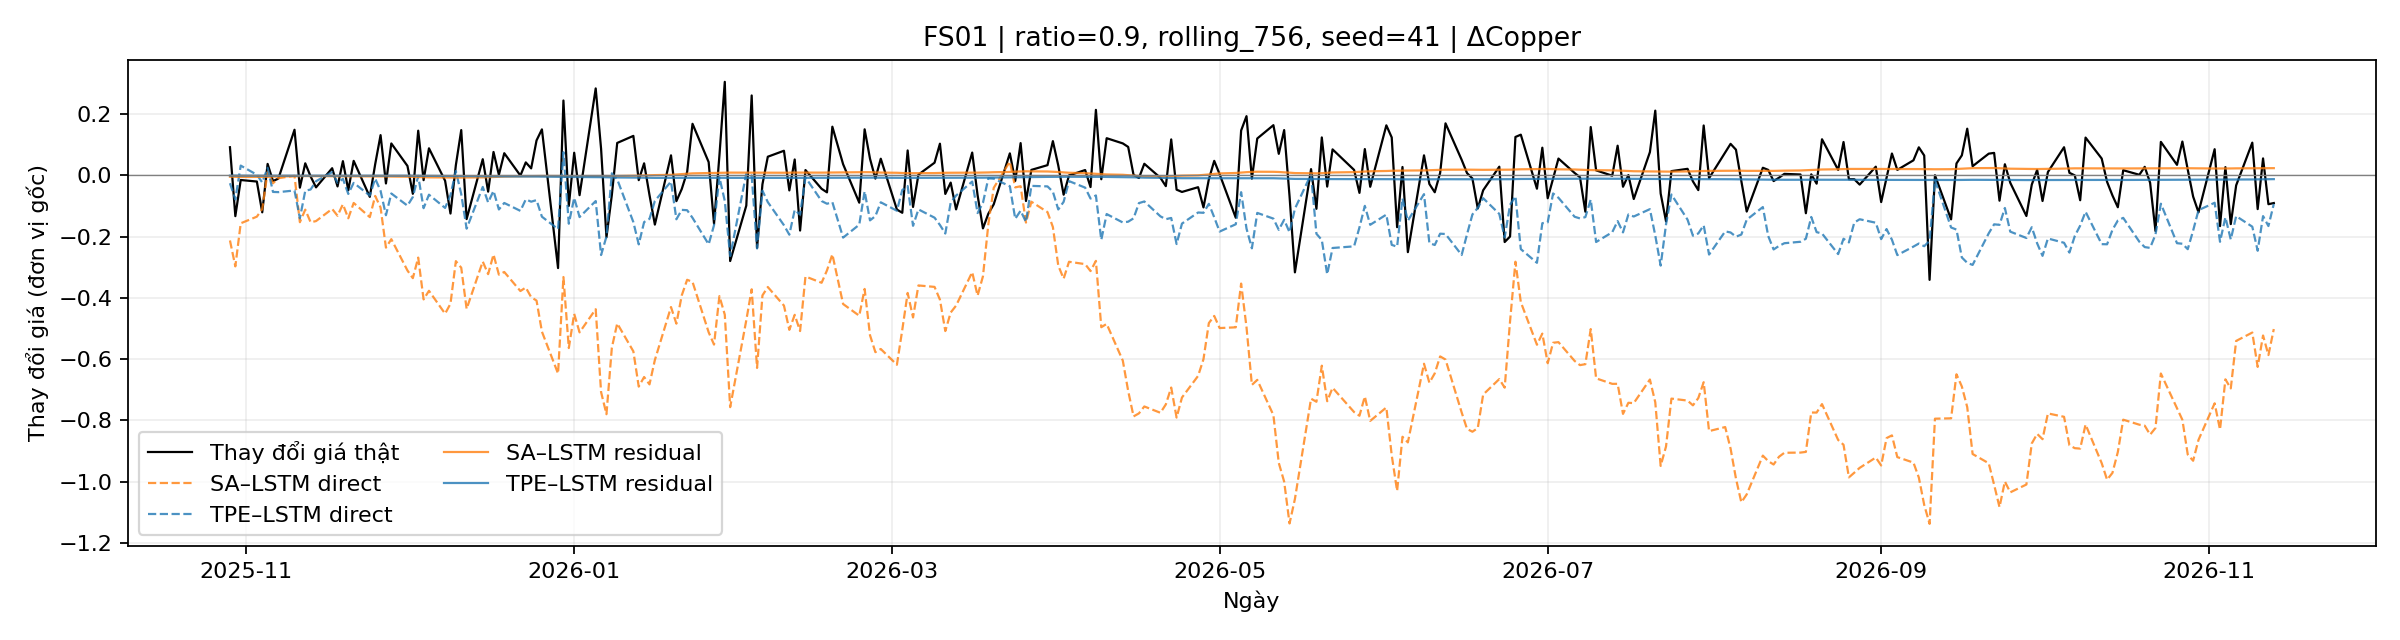 FS01 | ratio=0.9, rolling_756, seed=41 | ΔCopper
Thay đổi giá (đơn vị gốc)
0.2
0.0
−0.2
−0.4
−0.6
−0.8
−1.0
−1.2
Thay đổi giá thật
SA–LSTM direct
TPE–LSTM direct
SA–LSTM residual
TPE–LSTM residual
2025-11
2026-01
2026-03
2026-05
2026-07
2026-09
2026-11
Ngày